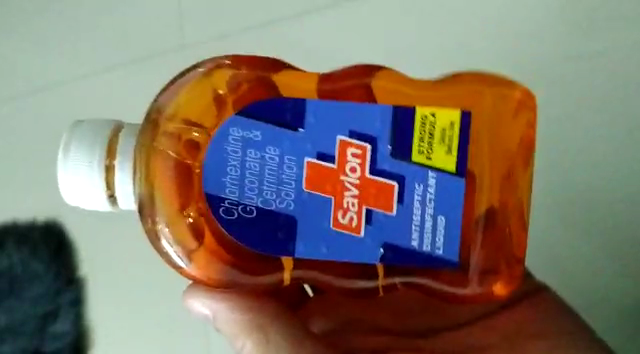 Chlorhexidine
Gluconate &
Cetrimide
Solution
Savlon
ANTISEPTIC
DISINFECTANT
LIQUID
STRONG
FORMULA